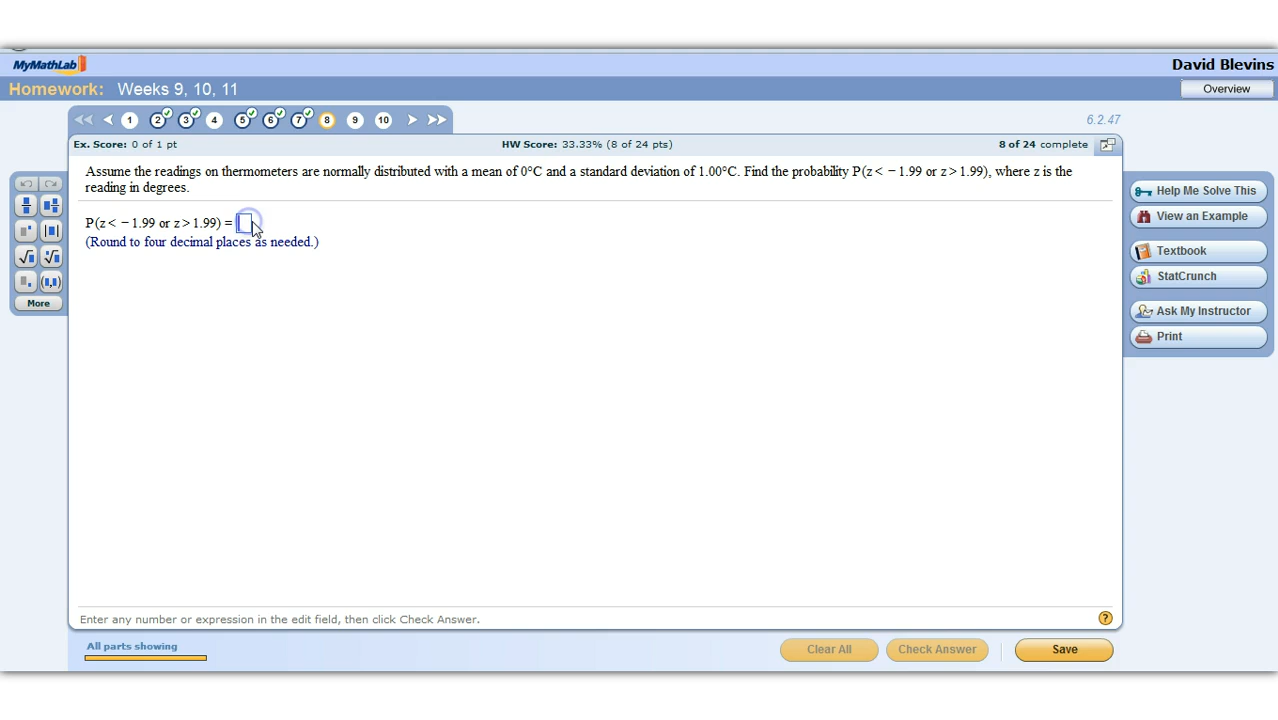 MyMathLab
David Blevins
Homework: Weeks 9, 10, 11
Overview
1 2 3 4 5 6 7 8 9 10
6.2.47
Ex. Score: 0 of 1 pt
HW Score: 33.33% (8 of 24 pts)
8 of 24 complete
Assume the readings on thermometers are normally distributed with a mean of 0°C and a standard deviation of 1.00°C. Find the probability P(z < −1.99 or z > 1.99), where z is the
reading in degrees.
P(z < −1.99 or z > 1.99) =
(Round to four decimal places as needed.)
More
Help Me Solve This
View an Example
Textbook
StatCrunch
Ask My Instructor
Print
Enter any number or expression in the edit field, then click Check Answer.
?
All parts showing
Clear All
Check Answer
Save